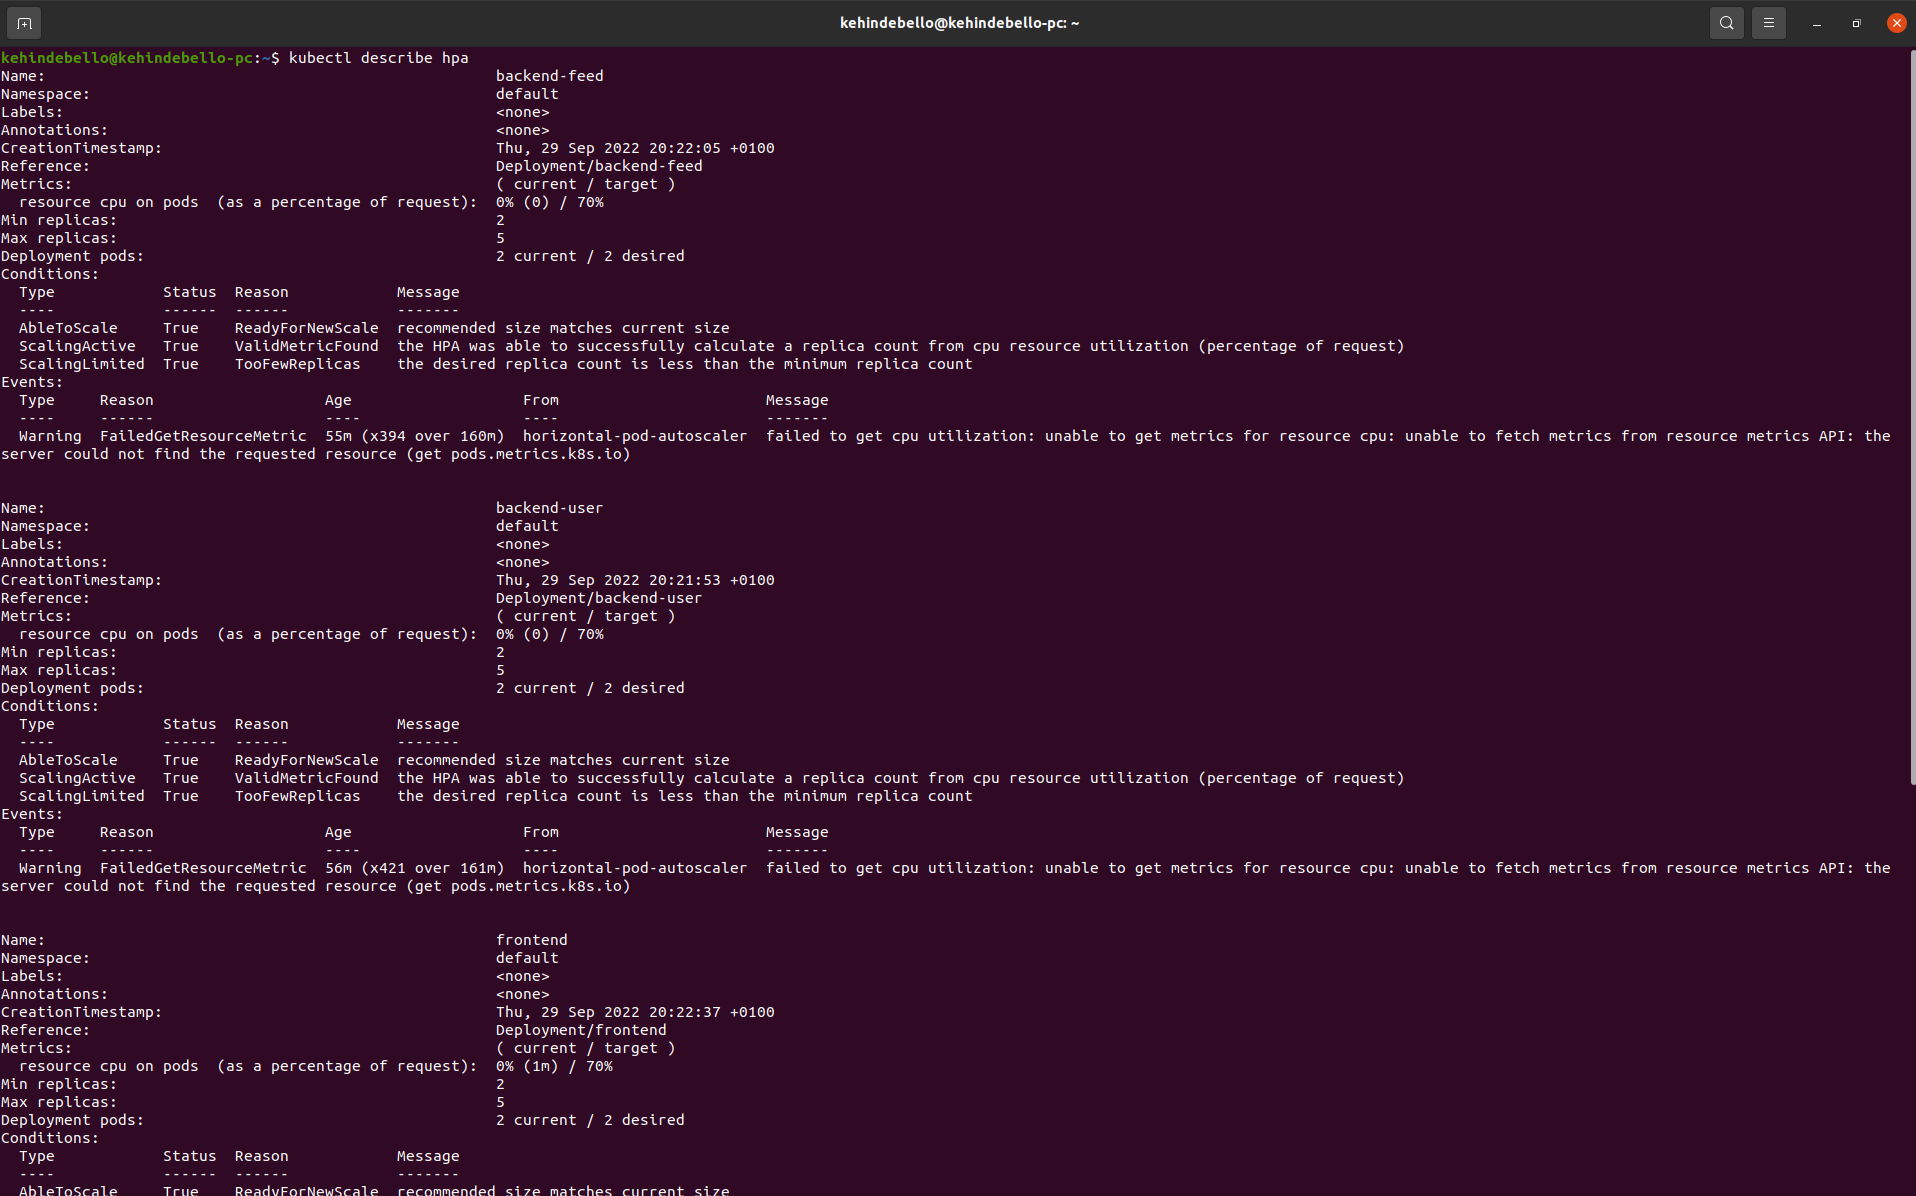 kehindebello@kehindebello-pc: ~
kehindebello@kehindebello-pc:~$ kubectl describe hpa
Name:                                                  backend-feed
Namespace:                                             default
Labels:                                                <none>
Annotations:                                           <none>
CreationTimestamp:                                     Thu, 29 Sep 2022 20:22:05 +0100
Reference:                                             Deployment/backend-feed
Metrics:                                               ( current / target )
  resource cpu on pods  (as a percentage of request):  0% (0) / 70%
Min replicas:                                          2
Max replicas:                                          5
Deployment pods:                                       2 current / 2 desired
Conditions:
  Type            Status  Reason            Message
  ----            ------  ------            -------
  AbleToScale     True    ReadyForNewScale  recommended size matches current size
  ScalingActive   True    ValidMetricFound  the HPA was able to successfully calculate a replica count from cpu resource utilization (percentage of request)
  ScalingLimited  True    TooFewReplicas    the desired replica count is less than the minimum replica count
Events:
  Type     Reason                   Age                   From                       Message
  ----     ------                   ----                  ----                       -------
  Warning  FailedGetResourceMetric  55m (x394 over 160m)  horizontal-pod-autoscaler  failed to get cpu utilization: unable to get metrics for resource cpu: unable to fetch metrics from resource metrics API: the
server could not find the requested resource (get pods.metrics.k8s.io)
Name:                                                  backend-user
Namespace:                                             default
Labels:                                                <none>
Annotations:                                           <none>
CreationTimestamp:                                     Thu, 29 Sep 2022 20:21:53 +0100
Reference:                                             Deployment/backend-user
Metrics:                                               ( current / target )
  resource cpu on pods  (as a percentage of request):  0% (0) / 70%
Min replicas:                                          2
Max replicas:                                          5
Deployment pods:                                       2 current / 2 desired
Conditions:
  Type            Status  Reason            Message
  ----            ------  ------            -------
  AbleToScale     True    ReadyForNewScale  recommended size matches current size
  ScalingActive   True    ValidMetricFound  the HPA was able to successfully calculate a replica count from cpu resource utilization (percentage of request)
  ScalingLimited  True    TooFewReplicas    the desired replica count is less than the minimum replica count
Events:
  Type     Reason                   Age                   From                       Message
  ----     ------                   ----                  ----                       -------
  Warning  FailedGetResourceMetric  56m (x421 over 161m)  horizontal-pod-autoscaler  failed to get cpu utilization: unable to get metrics for resource cpu: unable to fetch metrics from resource metrics API: the
server could not find the requested resource (get pods.metrics.k8s.io)
Name:                                                  frontend
Namespace:                                             default
Labels:                                                <none>
Annotations:                                           <none>
CreationTimestamp:                                     Thu, 29 Sep 2022 20:22:37 +0100
Reference:                                             Deployment/frontend
Metrics:                                               ( current / target )
  resource cpu on pods  (as a percentage of request):  0% (1m) / 70%
Min replicas:                                          2
Max replicas:                                          5
Deployment pods:                                       2 current / 2 desired
Conditions:
  Type            Status  Reason            Message
  ----            ------  ------            -------
  AbleToScale     True    ReadyForNewScale  recommended size matches current size